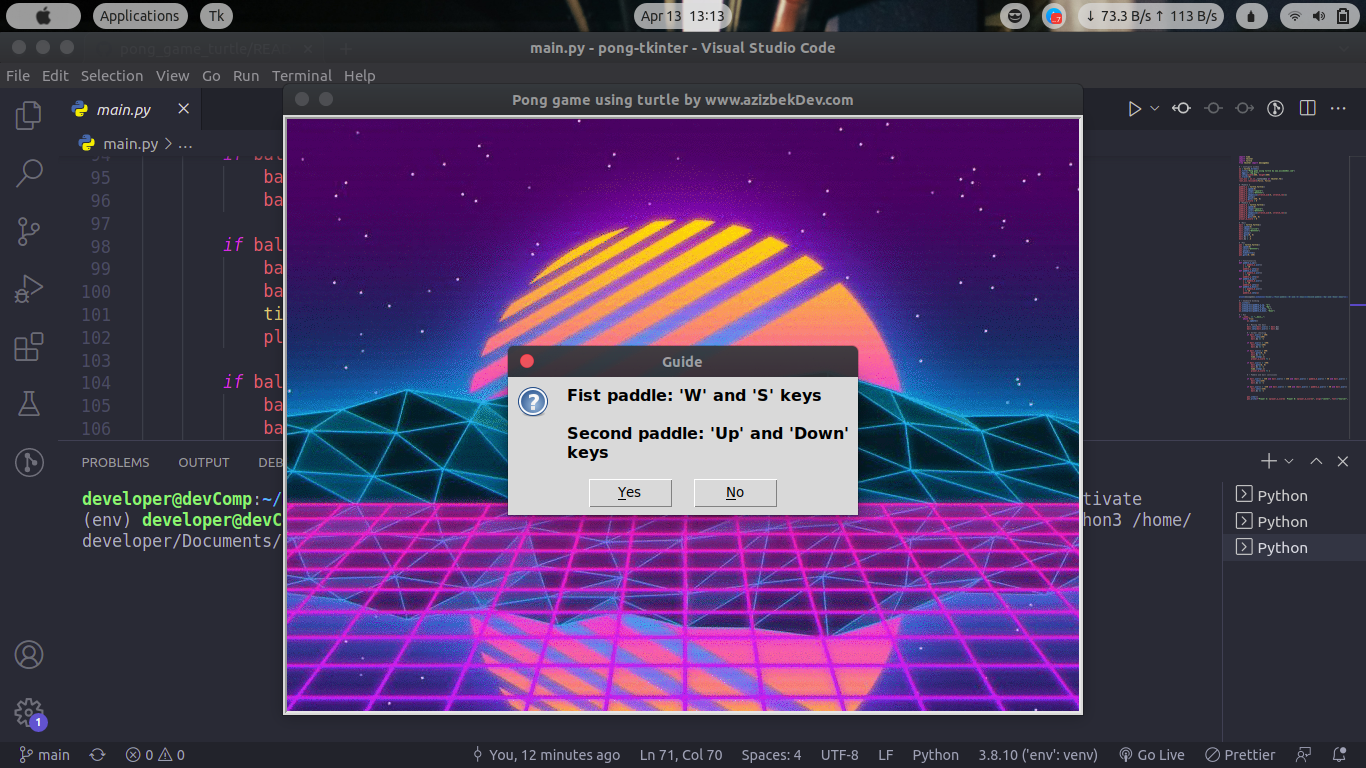 Applications
Tk
Apr 13 13:13
7
↓ 73.3 B/s ↑ 113 B/s
main.py - pong-tkinter - Visual Studio Code
File Edit Selection View Go Run Terminal Help
main.py
Pong game using turtle by www.azizbekDev.com
main.py > ...
94 if bal
95 ba
96 ba
97
98 if bal
99 ba
100 ba
101 ti
102 pl
103
104 if bal
105 ba
106 ba
Guide
Fist paddle: 'W' and 'S' keys
Second paddle: 'Up' and 'Down'
keys
Yes No
PROBLEMS OUTPUT DEB
developer@devComp:~/ tivate
(env) developer@devC hon3 /home/
developer/Documents/
Python
Python
Python
1
main 0 0 You, 12 minutes ago Ln 71, Col 70 Spaces: 4 UTF-8 LF Python 3.8.10 ('env': venv) Go Live Prettier